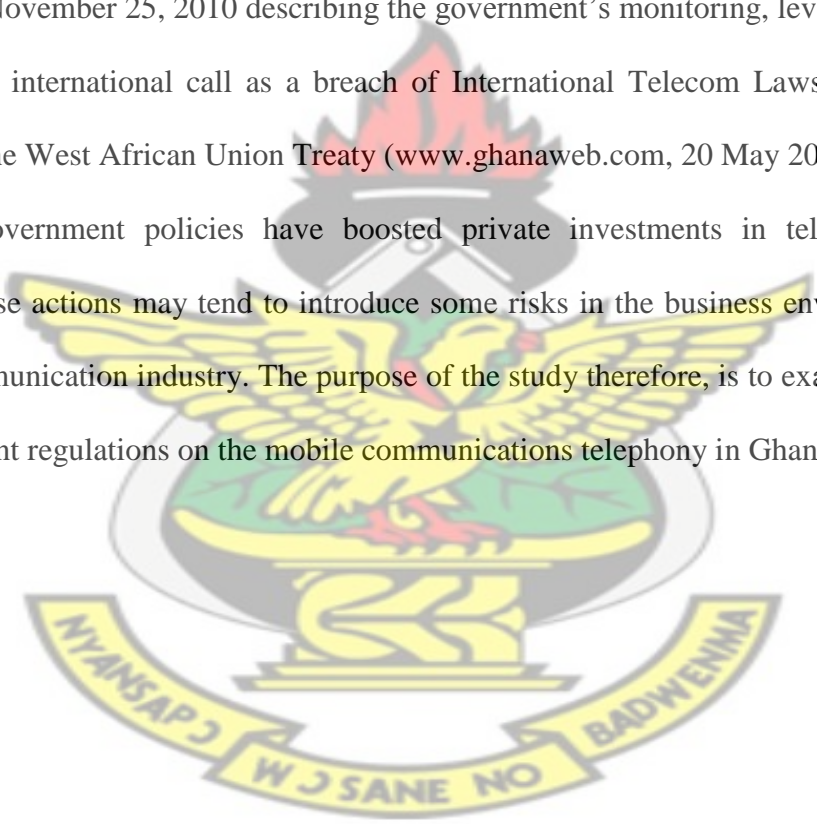 November 25, 2010 describing the government's monitoring, lev
international call as a breach of International Telecom Laws
he West African Union Treaty (www.ghanaweb.com, 20 May 20
overnment policies have boosted private investments in tel
se actions may tend to introduce some risks in the business env
munication industry. The purpose of the study therefore, is to exa
nt regulations on the mobile communications telephony in Ghan
NYANSAPƆ
WƆ SANE NO
BADWENMA